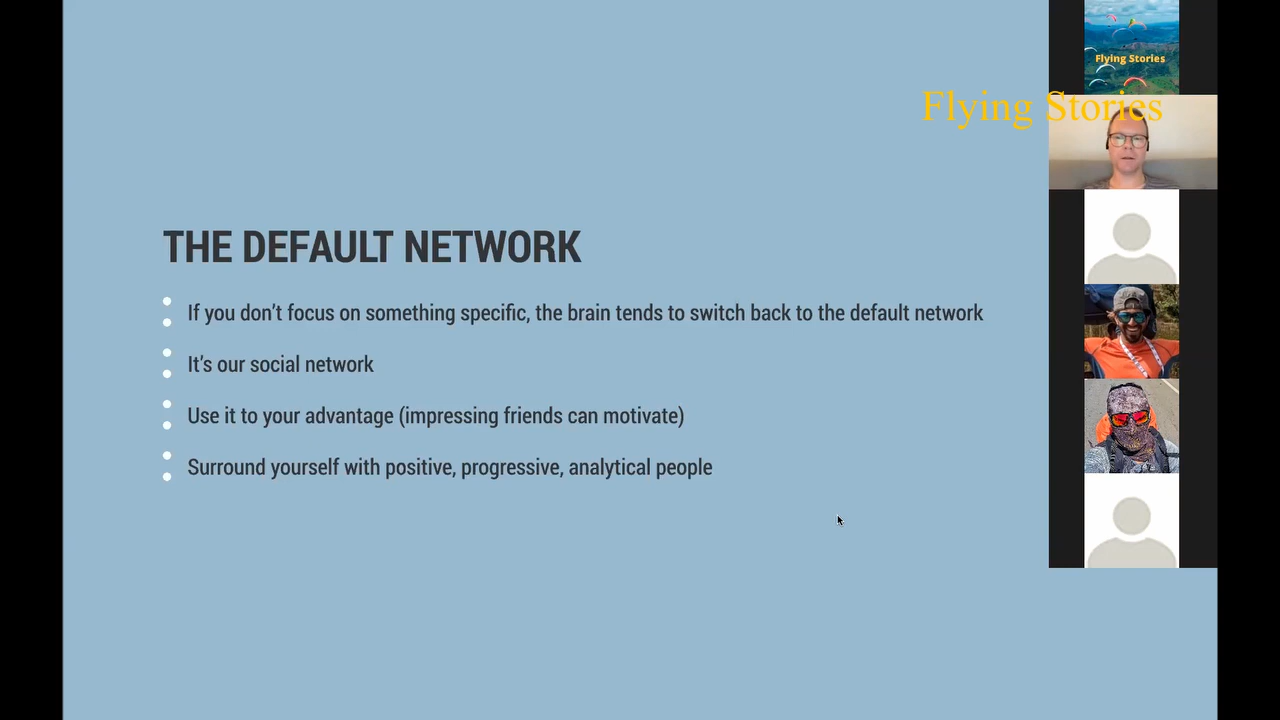 Flying Stories
Flying Stories
THE DEFAULT NETWORK
If you don’t focus on something specific, the brain tends to switch back to the default network
It’s our social network
Use it to your advantage (impressing friends can motivate)
Surround yourself with positive, progressive, analytical people